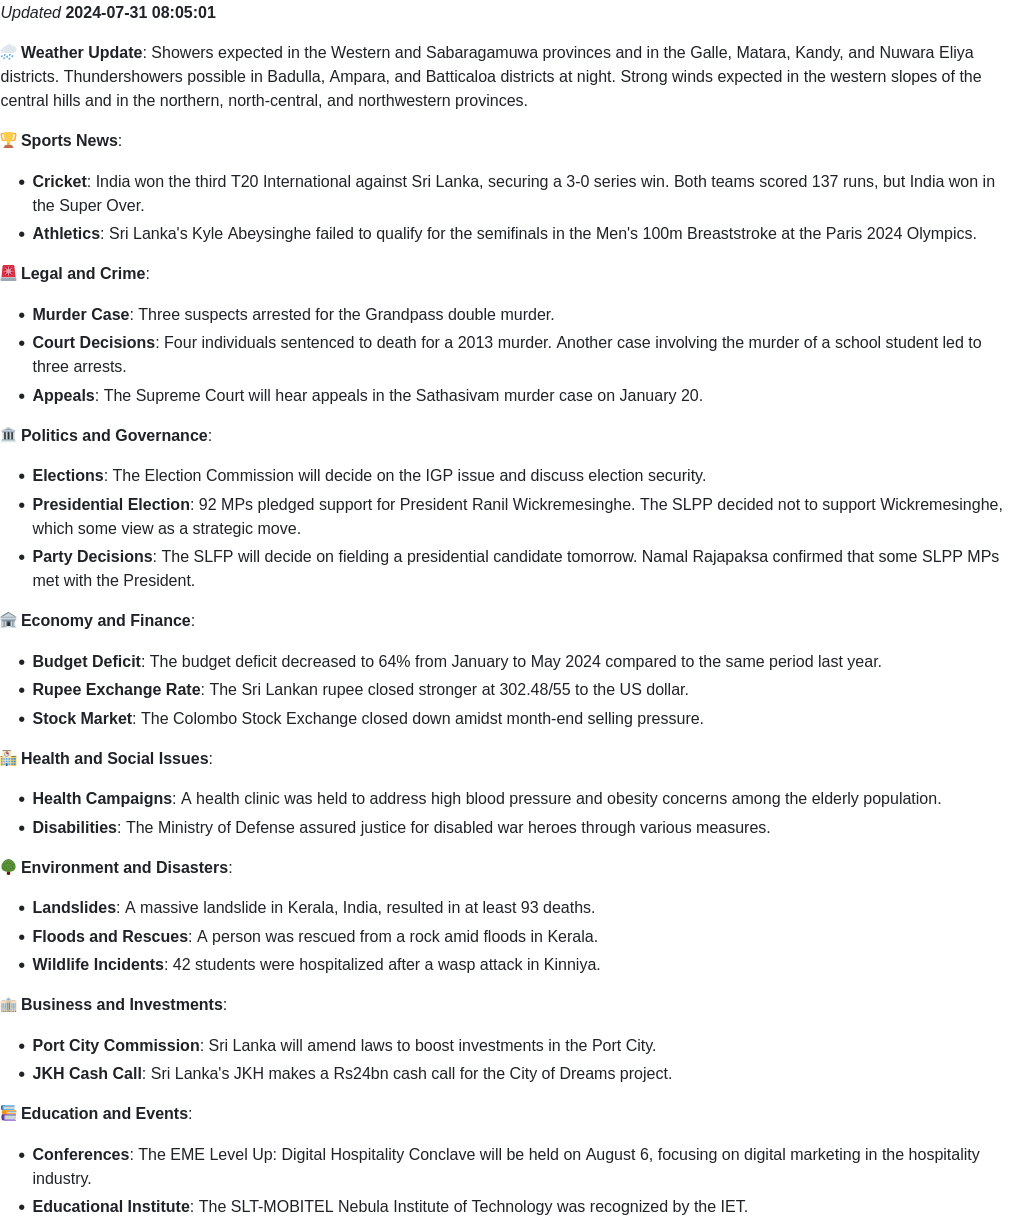 Updated 2024-07-31 08:05:01
🌧️ Weather Update: Showers expected in the Western and Sabaragamuwa provinces and in the Galle, Matara, Kandy, and Nuwara Eliya
districts. Thundershowers possible in Badulla, Ampara, and Batticaloa districts at night. Strong winds expected in the western slopes of the
central hills and in the northern, north-central, and northwestern provinces.
🏆 Sports News:
• Cricket: India won the third T20 International against Sri Lanka, securing a 3-0 series win. Both teams scored 137 runs, but India won in
the Super Over.
• Athletics: Sri Lanka's Kyle Abeysinghe failed to qualify for the semifinals in the Men's 100m Breaststroke at the Paris 2024 Olympics.
🚨 Legal and Crime:
• Murder Case: Three suspects arrested for the Grandpass double murder.
• Court Decisions: Four individuals sentenced to death for a 2013 murder. Another case involving the murder of a school student led to
three arrests.
• Appeals: The Supreme Court will hear appeals in the Sathasivam murder case on January 20.
🏛️ Politics and Governance:
• Elections: The Election Commission will decide on the IGP issue and discuss election security.
• Presidential Election: 92 MPs pledged support for President Ranil Wickremesinghe. The SLPP decided not to support Wickremesinghe,
which some view as a strategic move.
• Party Decisions: The SLFP will decide on fielding a presidential candidate tomorrow. Namal Rajapaksa confirmed that some SLPP MPs
met with the President.
🏦 Economy and Finance:
• Budget Deficit: The budget deficit decreased to 64% from January to May 2024 compared to the same period last year.
• Rupee Exchange Rate: The Sri Lankan rupee closed stronger at 302.48/55 to the US dollar.
• Stock Market: The Colombo Stock Exchange closed down amidst month-end selling pressure.
🏥 Health and Social Issues:
• Health Campaigns: A health clinic was held to address high blood pressure and obesity concerns among the elderly population.
• Disabilities: The Ministry of Defense assured justice for disabled war heroes through various measures.
🌳 Environment and Disasters:
• Landslides: A massive landslide in Kerala, India, resulted in at least 93 deaths.
• Floods and Rescues: A person was rescued from a rock amid floods in Kerala.
• Wildlife Incidents: 42 students were hospitalized after a wasp attack in Kinniya.
🏢 Business and Investments:
• Port City Commission: Sri Lanka will amend laws to boost investments in the Port City.
• JKH Cash Call: Sri Lanka's JKH makes a Rs24bn cash call for the City of Dreams project.
📚 Education and Events:
• Conferences: The EME Level Up: Digital Hospitality Conclave will be held on August 6, focusing on digital marketing in the hospitality
industry.
• Educational Institute: The SLT-MOBITEL Nebula Institute of Technology was recognized by the IET.